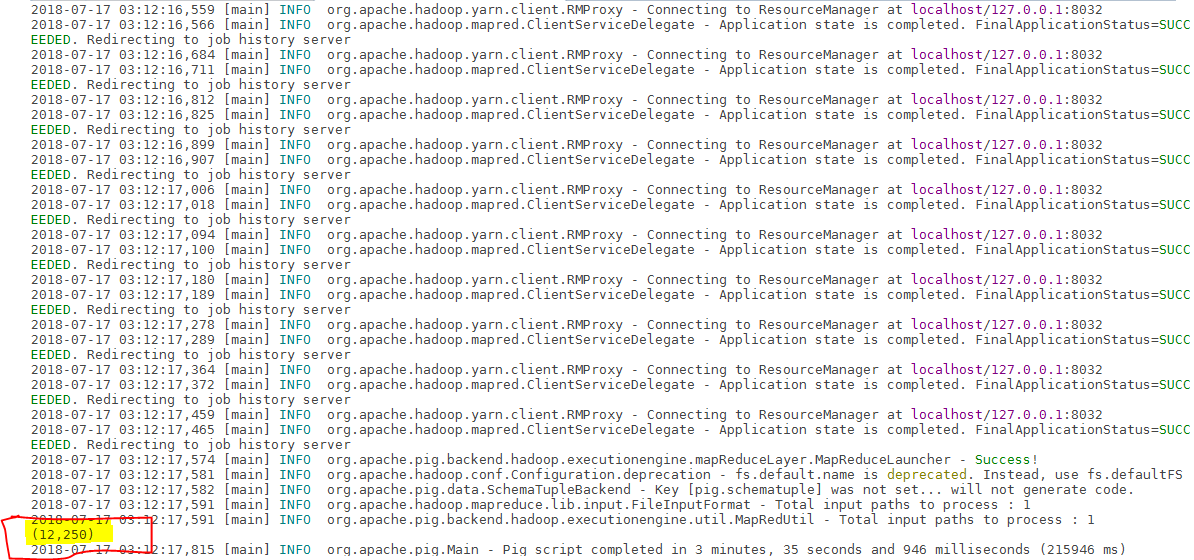 2018-07-17 03:12:16,559 [main] INFO  org.apache.hadoop.yarn.client.RMProxy - Connecting to ResourceManager at localhost/127.0.0.1:8032
2018-07-17 03:12:16,566 [main] INFO  org.apache.hadoop.mapred.ClientServiceDelegate - Application state is completed. FinalApplicationStatus=SUCC
EEDED. Redirecting to job history server
2018-07-17 03:12:16,684 [main] INFO  org.apache.hadoop.yarn.client.RMProxy - Connecting to ResourceManager at localhost/127.0.0.1:8032
2018-07-17 03:12:16,711 [main] INFO  org.apache.hadoop.mapred.ClientServiceDelegate - Application state is completed. FinalApplicationStatus=SUCC
EEDED. Redirecting to job history server
2018-07-17 03:12:16,812 [main] INFO  org.apache.hadoop.yarn.client.RMProxy - Connecting to ResourceManager at localhost/127.0.0.1:8032
2018-07-17 03:12:16,825 [main] INFO  org.apache.hadoop.mapred.ClientServiceDelegate - Application state is completed. FinalApplicationStatus=SUCC
EEDED. Redirecting to job history server
2018-07-17 03:12:16,899 [main] INFO  org.apache.hadoop.yarn.client.RMProxy - Connecting to ResourceManager at localhost/127.0.0.1:8032
2018-07-17 03:12:16,907 [main] INFO  org.apache.hadoop.mapred.ClientServiceDelegate - Application state is completed. FinalApplicationStatus=SUCC
EEDED. Redirecting to job history server
2018-07-17 03:12:17,006 [main] INFO  org.apache.hadoop.yarn.client.RMProxy - Connecting to ResourceManager at localhost/127.0.0.1:8032
2018-07-17 03:12:17,018 [main] INFO  org.apache.hadoop.mapred.ClientServiceDelegate - Application state is completed. FinalApplicationStatus=SUCC
EEDED. Redirecting to job history server
2018-07-17 03:12:17,094 [main] INFO  org.apache.hadoop.yarn.client.RMProxy - Connecting to ResourceManager at localhost/127.0.0.1:8032
2018-07-17 03:12:17,100 [main] INFO  org.apache.hadoop.mapred.ClientServiceDelegate - Application state is completed. FinalApplicationStatus=SUCC
EEDED. Redirecting to job history server
2018-07-17 03:12:17,180 [main] INFO  org.apache.hadoop.yarn.client.RMProxy - Connecting to ResourceManager at localhost/127.0.0.1:8032
2018-07-17 03:12:17,189 [main] INFO  org.apache.hadoop.mapred.ClientServiceDelegate - Application state is completed. FinalApplicationStatus=SUCC
EEDED. Redirecting to job history server
2018-07-17 03:12:17,278 [main] INFO  org.apache.hadoop.yarn.client.RMProxy - Connecting to ResourceManager at localhost/127.0.0.1:8032
2018-07-17 03:12:17,289 [main] INFO  org.apache.hadoop.mapred.ClientServiceDelegate - Application state is completed. FinalApplicationStatus=SUCC
EEDED. Redirecting to job history server
2018-07-17 03:12:17,364 [main] INFO  org.apache.hadoop.yarn.client.RMProxy - Connecting to ResourceManager at localhost/127.0.0.1:8032
2018-07-17 03:12:17,372 [main] INFO  org.apache.hadoop.mapred.ClientServiceDelegate - Application state is completed. FinalApplicationStatus=SUCC
EEDED. Redirecting to job history server
2018-07-17 03:12:17,459 [main] INFO  org.apache.hadoop.yarn.client.RMProxy - Connecting to ResourceManager at localhost/127.0.0.1:8032
2018-07-17 03:12:17,465 [main] INFO  org.apache.hadoop.mapred.ClientServiceDelegate - Application state is completed. FinalApplicationStatus=SUCC
EEDED. Redirecting to job history server
2018-07-17 03:12:17,574 [main] INFO  org.apache.pig.backend.hadoop.executionengine.mapReduceLayer.MapReduceLauncher - Success!
2018-07-17 03:12:17,581 [main] INFO  org.apache.hadoop.conf.Configuration.deprecation - fs.default.name is deprecated. Instead, use fs.defaultFS
2018-07-17 03:12:17,582 [main] INFO  org.apache.pig.data.SchemaTupleBackend - Key [pig.schematuple] was not set... will not generate code.
2018-07-17 03:12:17,591 [main] INFO  org.apache.hadoop.mapreduce.lib.input.FileInputFormat - Total input paths to process : 1
2018-07-17 03:12:17,591 [main] INFO  org.apache.pig.backend.hadoop.executionengine.util.MapRedUtil - Total input paths to process : 1
(12,250)
2018-07-17 03:12:17,815 [main] INFO  org.apache.pig.Main - Pig script completed in 3 minutes, 35 seconds and 946 milliseconds (215946 ms)